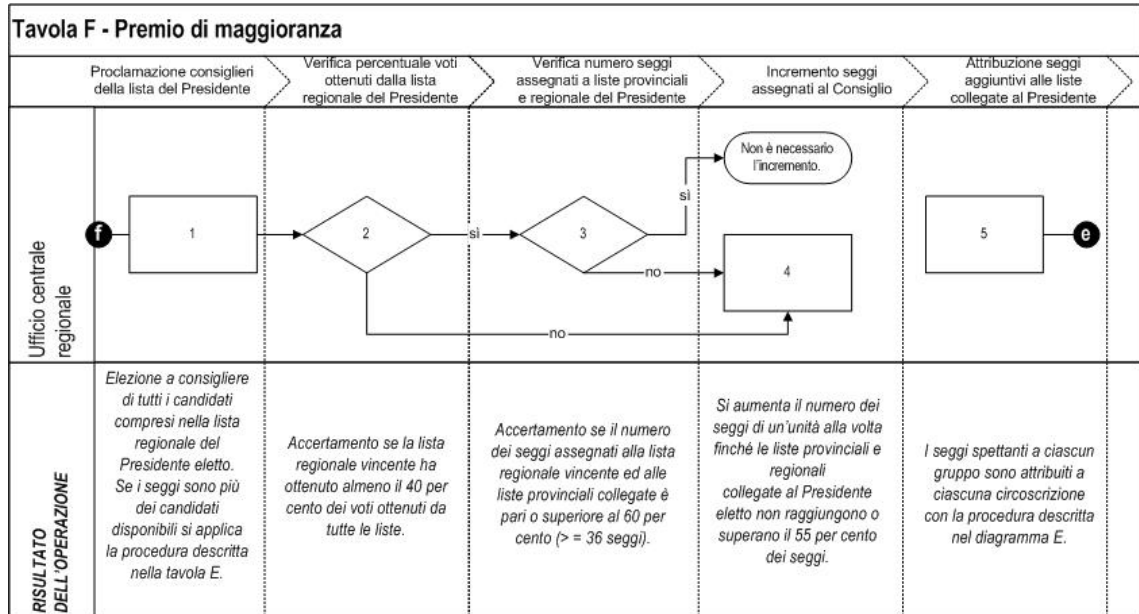 Tavola F - Premio di maggioranza
Proclamazione consiglieri
della lista del Presidente
Verifica percentuale voti
ottenuti dalla lista
regionale del Presidente
Verifica numero seggi
assegnati a liste provinciali
e regionale del Presidente
Incremento seggi
assegnati al Consiglio
Attribuzione seggi
aggiuntivi alle liste
collegate al Presidente
Ufficio centrale
regionale
f
1
2
sì
3
sì
no
no
Non è necessario
l'incremento.
4
5
e
RISULTATO
DELL'OPERAZIONE
Elezione a consigliere
di tutti i candidati
compresi nella lista
regionale del
Presidente eletto.
Se i seggi sono più
dei candidati
disponibili si applica
la procedura descritta
nella tavola E.
Accertamento se la lista
regionale vincente ha
ottenuto almeno il 40 per
cento dei voti ottenuti da
tutte le liste.
Accertamento se il numero
dei seggi assegnati alla lista
regionale vincente ed alle
liste provinciali collegate è
pari o superiore al 60 per
cento (> = 36 seggi).
Si aumenta il numero dei
seggi di un'unità alla volta
finché le liste provinciali e
regionali
collegate al Presidente
eletto non raggiungono o
superano il 55 per cento
dei seggi.
I seggi spettanti a ciascun
gruppo sono attribuiti a
ciascuna circoscrizione
con la procedura descritta
nel diagramma E.